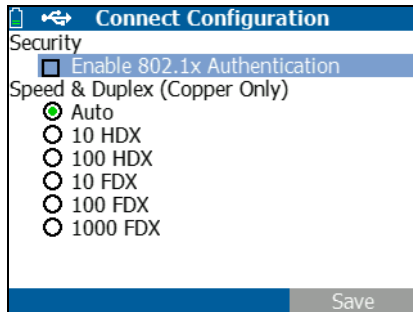 Connect Configuration
Security
Enable 802.1x Authentication
Speed & Duplex (Copper Only)
Auto
10 HDX
100 HDX
10 FDX
100 FDX
1000 FDX
Save